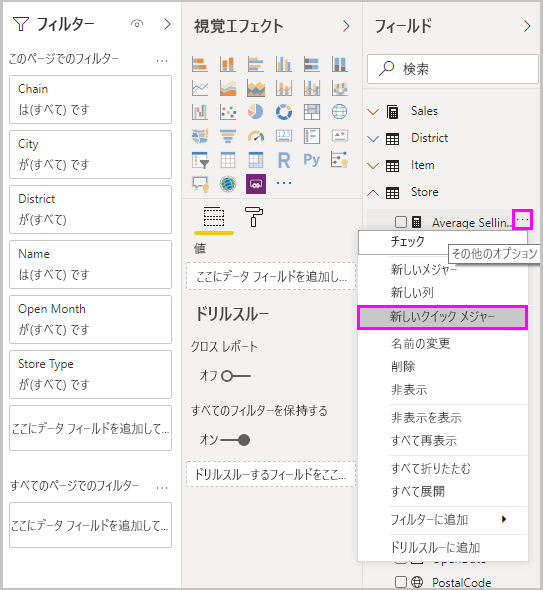 フィルター
このページでのフィルター ...
Chain
は(すべて) です
City
が(すべて) です
District
が(すべて)
Name
は(すべて) です
Open Month
が(すべて) です
Store Type
が(すべて) です
ここにデータ フィールドを追加して...
すべてのページでのフィルター ...
ここにデータ フィールドを追加して...
視覚エフェクト
123
R
Py
...
値
ここにデータ フィールドを追加し...
ドリルスルー
クロス レポート
オフ
すべてのフィルターを保持する
オン
ドリルスルーするフィールドをここ...
フィールド
検索
Sales
District
Item
Store
Average Sellin... ...
チェック
その他のオプション
新しいメジャー
新しい列
新しいクイック メジャー
名前の変更
削除
非表示
非表示を表示
すべて再表示
すべて折りたたむ
すべて展開
フィルターに追加
ドリルスルーに追加
PostalCode